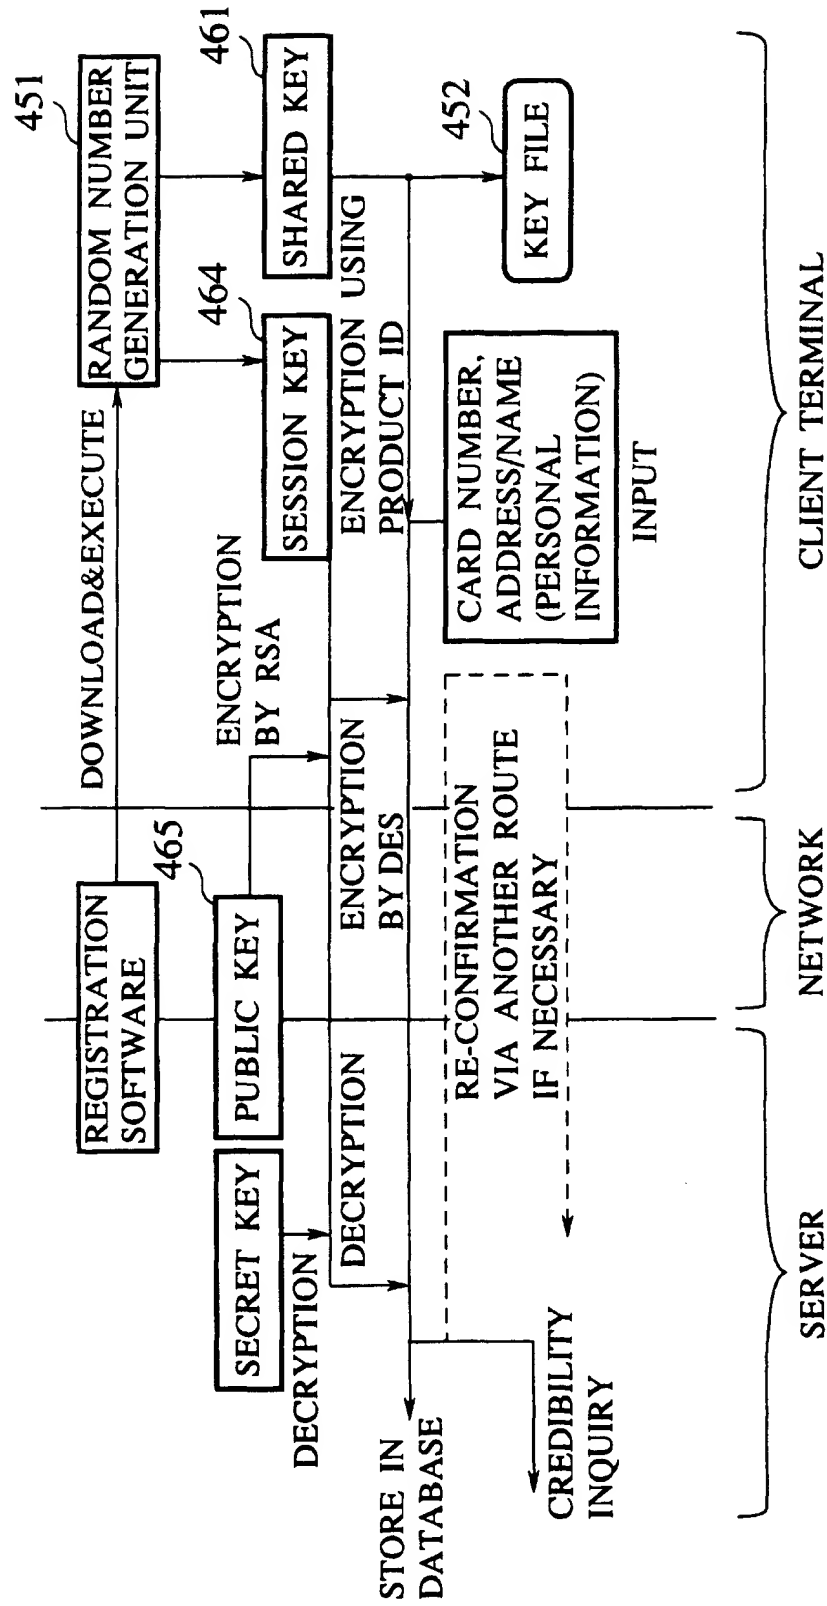 451
RANDOM NUMBER
GENERATION UNIT
DOWNLOAD&EXECUTE
REGISTRATION
SOFTWARE
461
SHARED KEY
464
SESSION KEY
ENCRYPTION
BY RSA
465
PUBLIC KEY
SECRET KEY
DECRYPTION
ENCRYPTION USING
PRODUCT ID
ENCRYPTION
BY DES
DECRYPTION
STORE IN
DATABASE
452
KEY FILE
CARD NUMBER,
ADDRESS/NAME
(PERSONAL
INFORMATION)
INPUT
RE-CONFIRMATION
VIA ANOTHER ROUTE
IF NECESSARY
CREDIBILITY
INQUIRY
SERVER
NETWORK
CLIENT TERMINAL